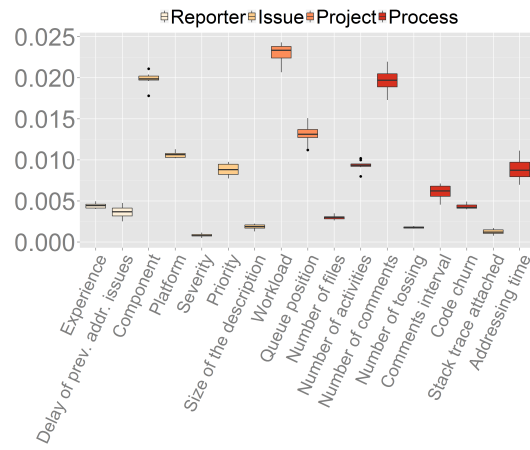 Reporter Issue Project Process
0.025
0.020
0.015
0.010
0.005
0.000
Experience
Delay of prev. addr. issues
Component
Platform
Severity
Priority
Size of the description
Workload
Queue position
Number of files
Number of activities
Number of comments
Number of tossing
Comments interval
Code churn
Stack trace attached
Addressing time